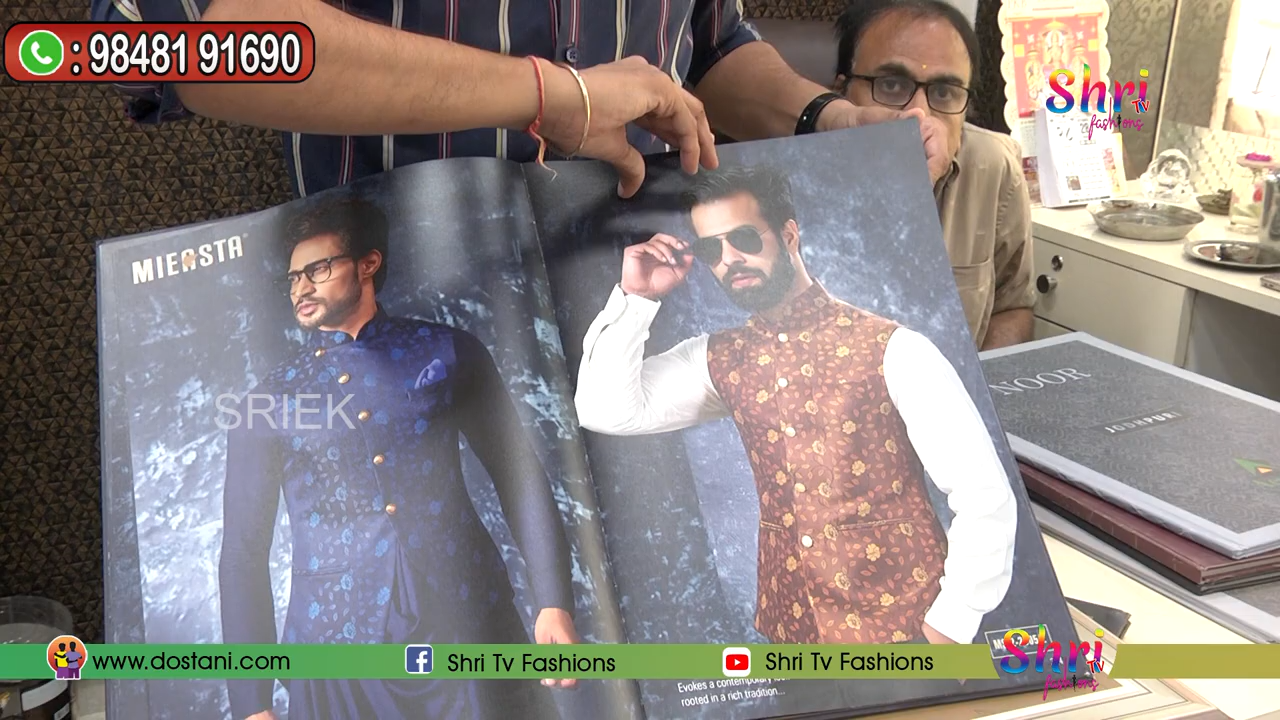 : 98481 91690
Shri
TV
fashions
MIERSTA
SRIEK
NOOR
JODHPURI
Evokes a contemporary
rooted in a rich tradition...
www.dostani.com
Shri Tv Fashions
Shri Tv Fashions
Shri
TV
fashions